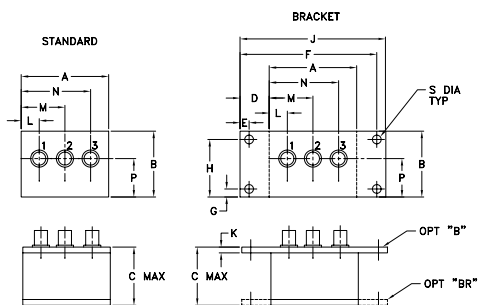 BRACKET
STANDARD
J
F
A
A
N
N
D
M
S DIA
TYP
M
L
L
E
1 2 3
1 2 3
H
B
B
P
P
G
K
OPT "B"
C MAX
C MAX
OPT "BR"